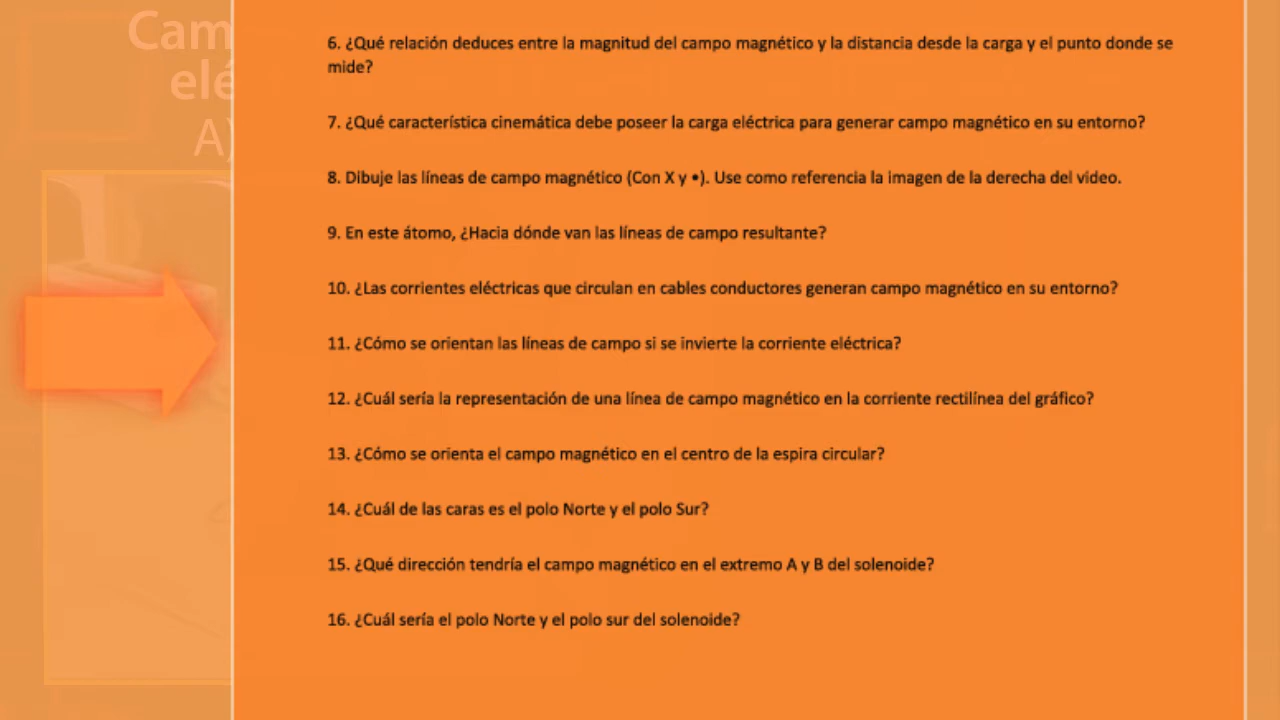 Cam
elé
A)
6. ¿Qué relación deduces entre la magnitud del campo magnético y la distancia desde la carga y el punto donde se
mide?
7. ¿Qué característica cinemática debe poseer la carga eléctrica para generar campo magnético en su entorno?
8. Dibuje las líneas de campo magnético (Con X y •). Use como referencia la imagen de la derecha del video.
9. En este átomo, ¿Hacia dónde van las líneas de campo resultante?
10. ¿Las corrientes eléctricas que circulan en cables conductores generan campo magnético en su entorno?
11. ¿Cómo se orientan las líneas de campo si se invierte la corriente eléctrica?
12. ¿Cuál sería la representación de una línea de campo magnético en la corriente rectilínea del gráfico?
13. ¿Cómo se orienta el campo magnético en el centro de la espira circular?
14. ¿Cuál de las caras es el polo Norte y el polo Sur?
15. ¿Qué dirección tendría el campo magnético en el extremo A y B del solenoide?
16. ¿Cuál sería el polo Norte y el polo sur del solenoide?